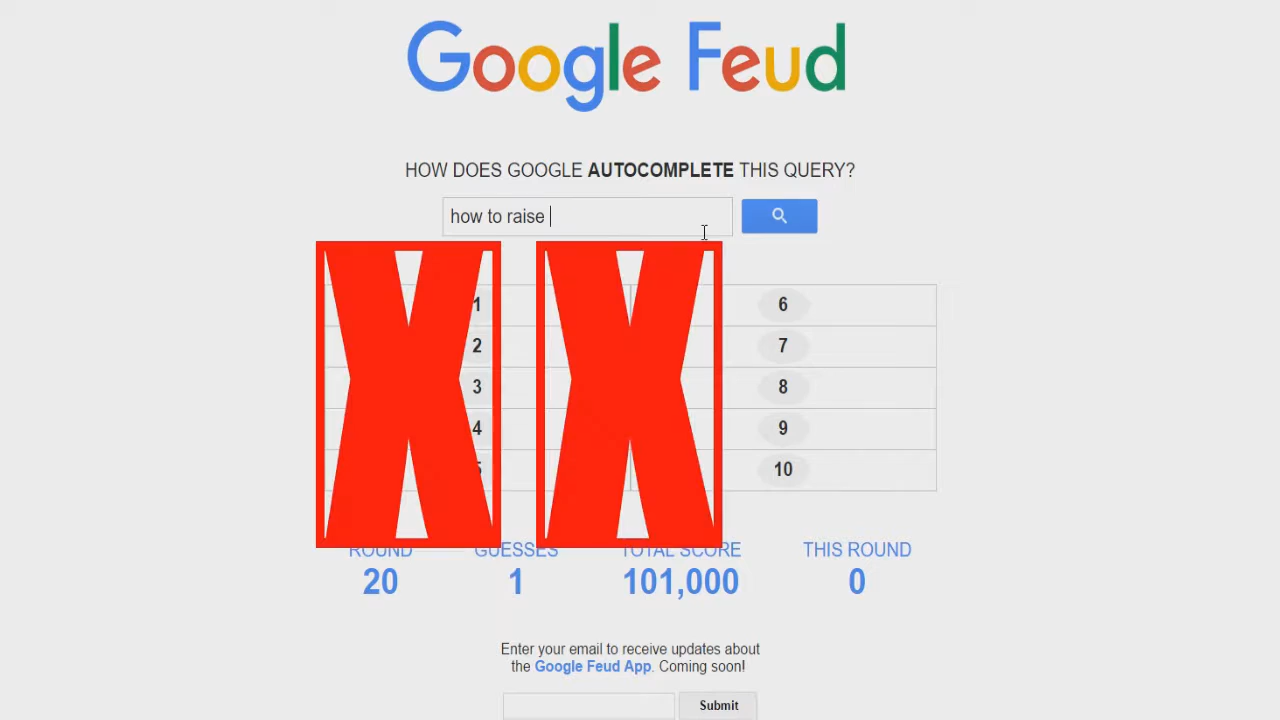 Google Feud
HOW DOES GOOGLE AUTOCOMPLETE THIS QUERY?
how to raise
X X
1 6
2 7
3 8
4 9
5 10
ROUND GUESSES TOTAL SCORE THIS ROUND
20 1 101,000 0
Enter your email to receive updates about
the Google Feud App. Coming soon!
Submit